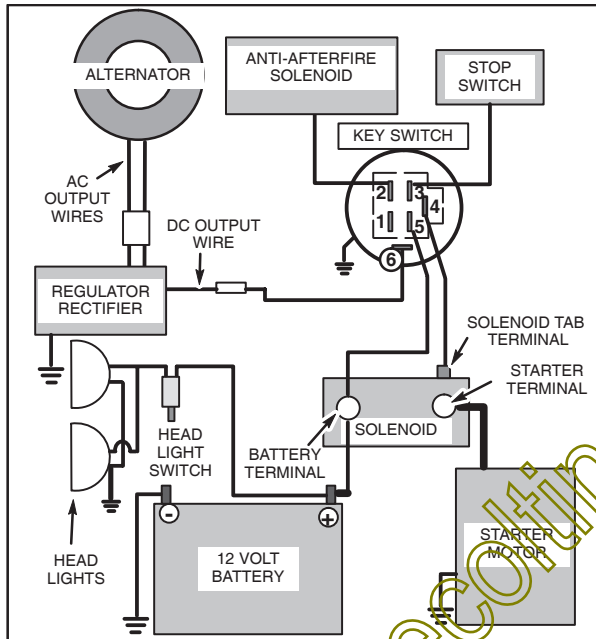 ALTERNATOR
ANTI-AFTERFIRE
SOLENOID
STOP
SWITCH
KEY SWITCH
AC
OUTPUT
WIRES
DC OUTPUT
WIRE
2
3
4
1
5
6
REGULATOR
RECTIFIER
SOLENOID TAB
TERMINAL
STARTER
TERMINAL
SOLENOID
BATTERY
TERMINAL
HEAD
LIGHT
SWITCH
-
+
HEAD
LIGHTS
12 VOLT
BATTERY
STARTER
MOTOR